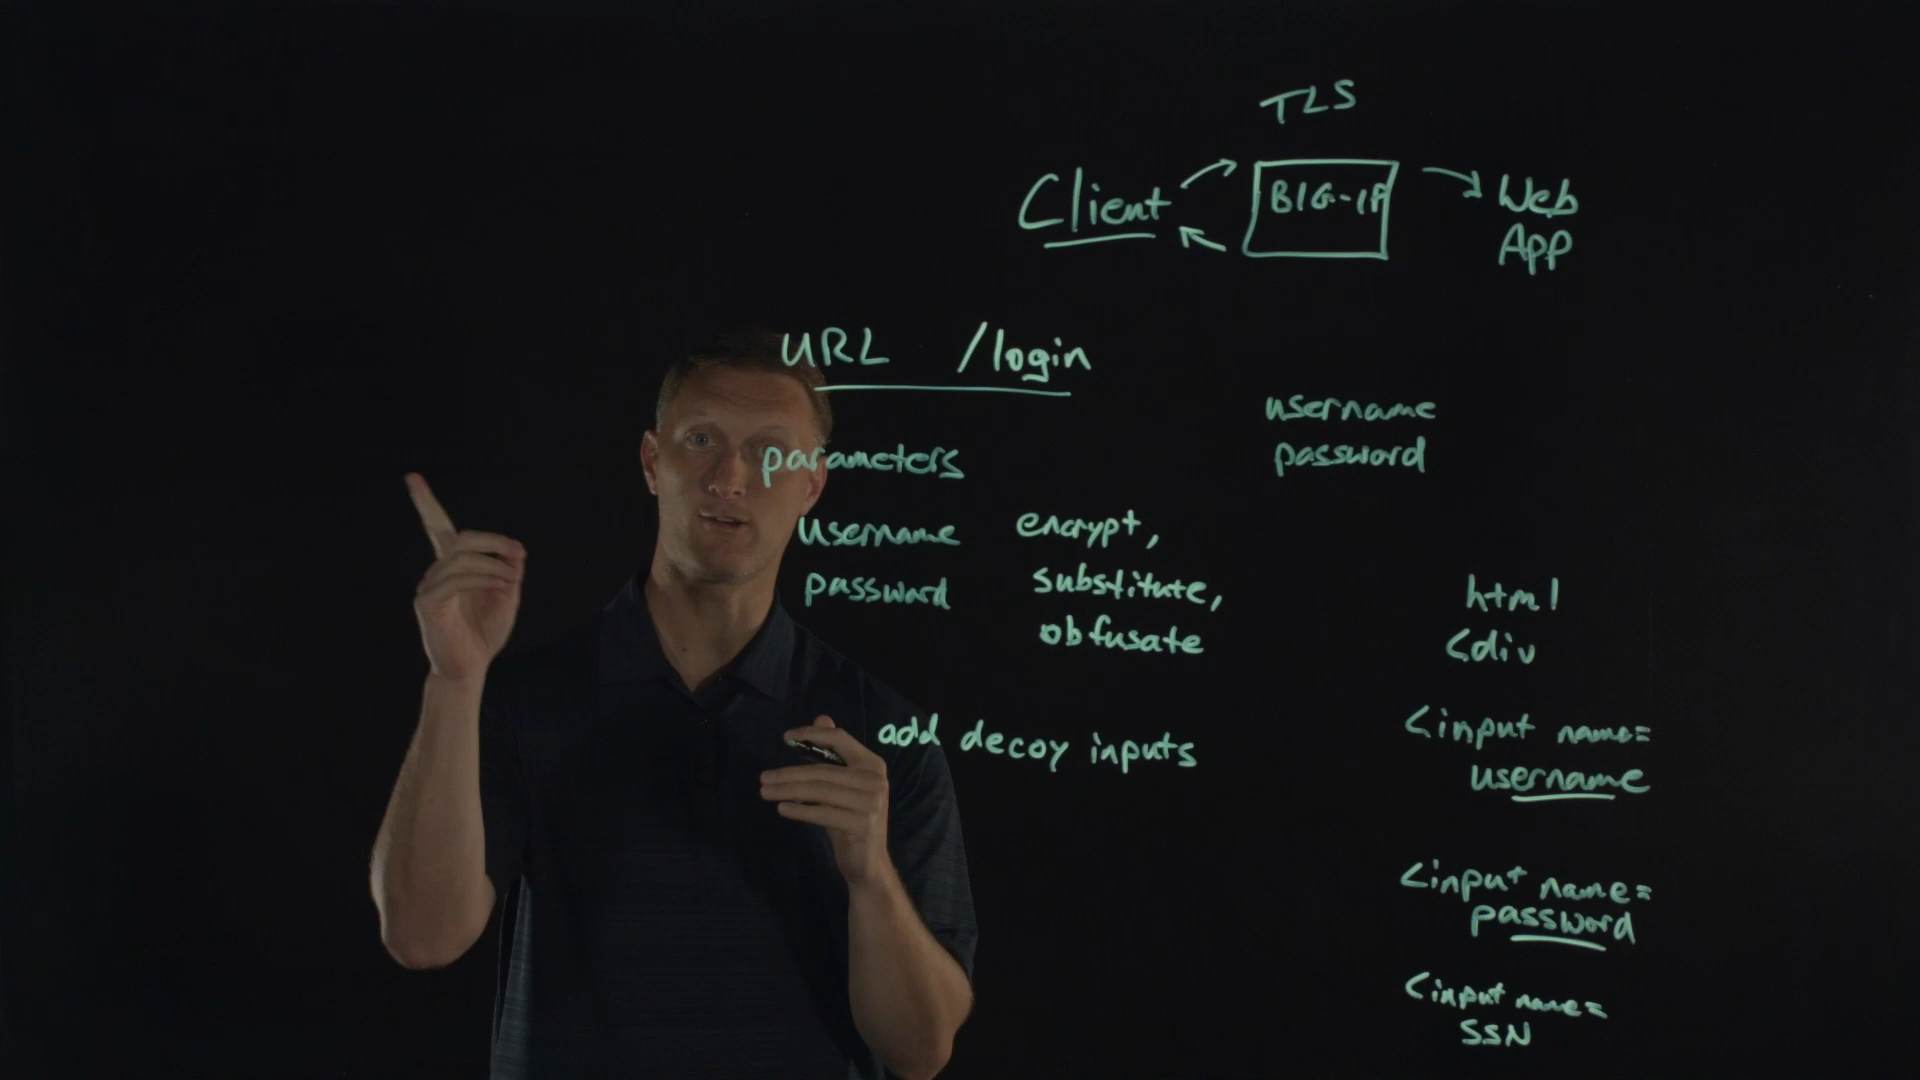 TLS
Client
BIG-IP
Web
App
URL /login
parameters
username
password
username encrypt,
password substitute,
obfusate
add decoy inputs
html
<div
<input name=
username
<input name=
password
<input name=
SSN